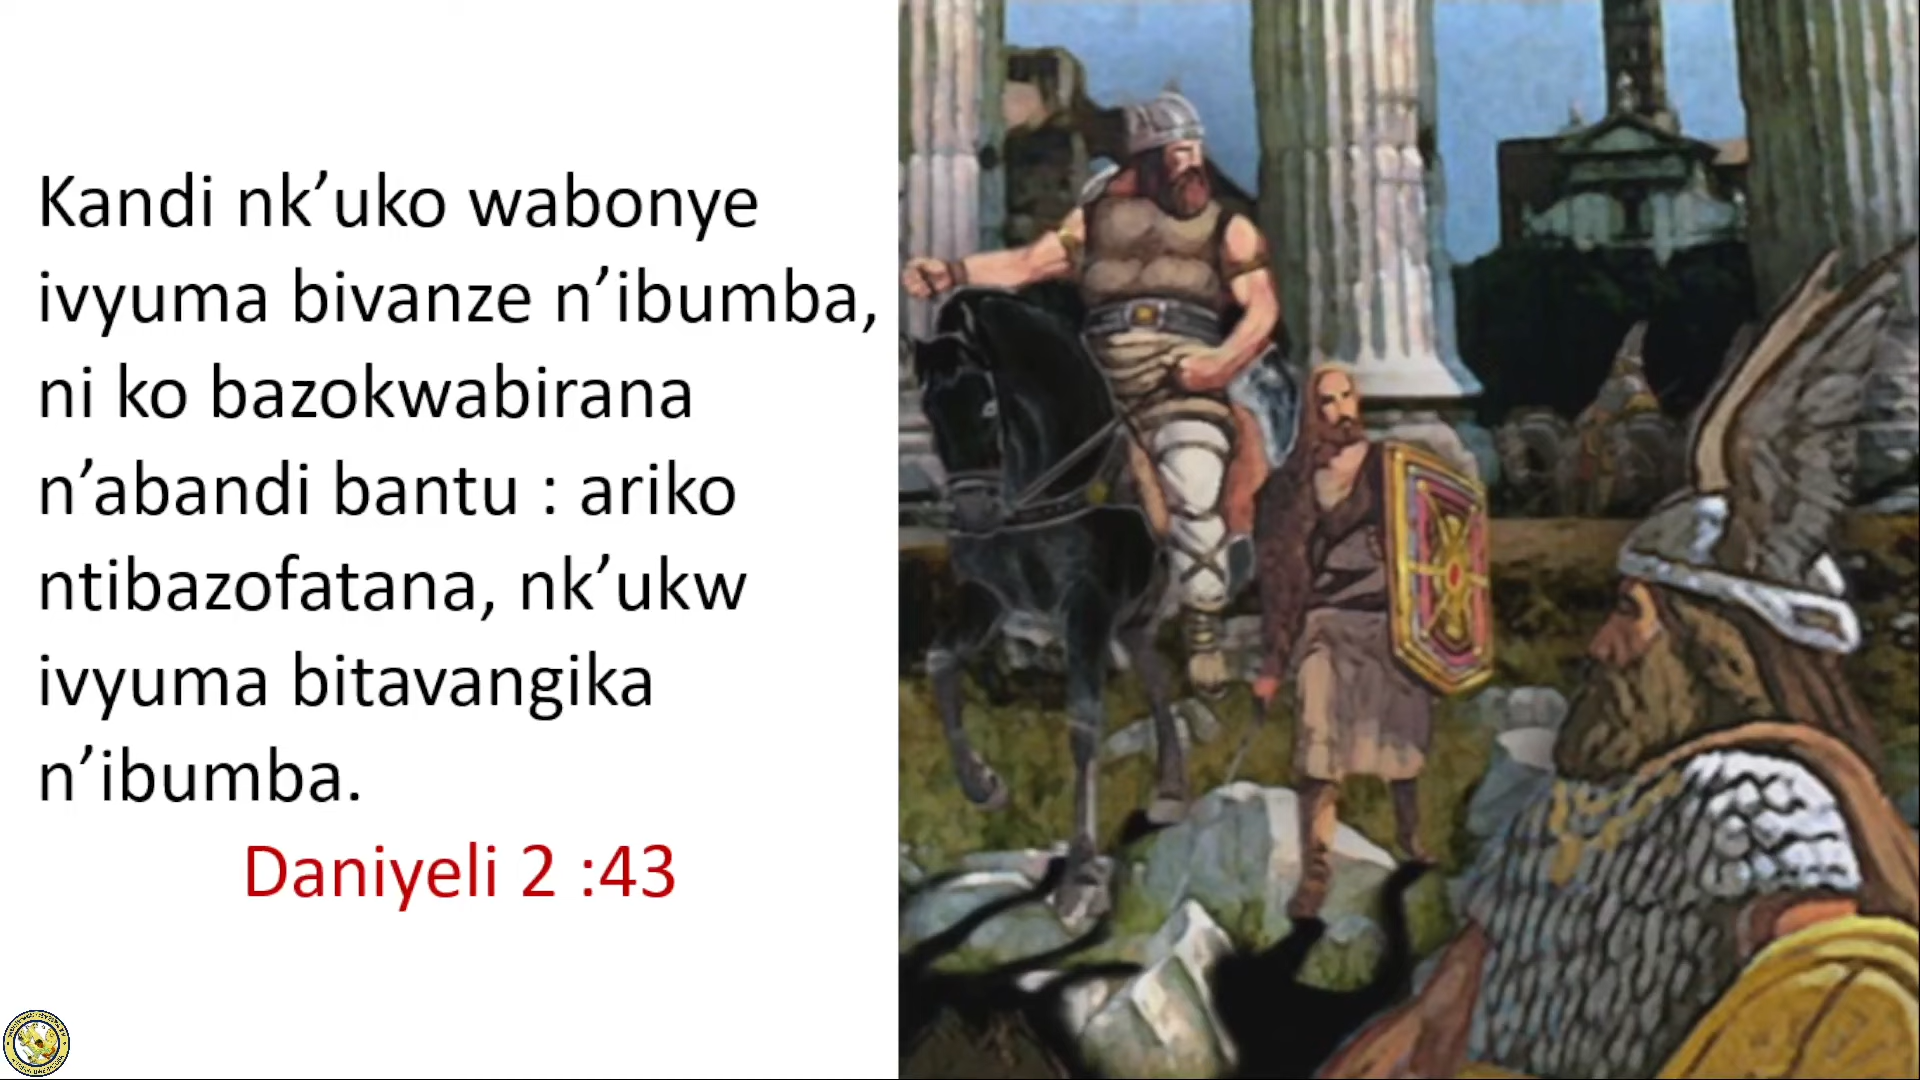 Kandi nk’uko wabonye
ivyuma bivanze n’ibumba,
ni ko bazokwabirana
n’abandi bantu : ariko
ntibazofatana, nk’ukw
ivyuma bitavangika
n’ibumba.
Daniyeli 2 :43